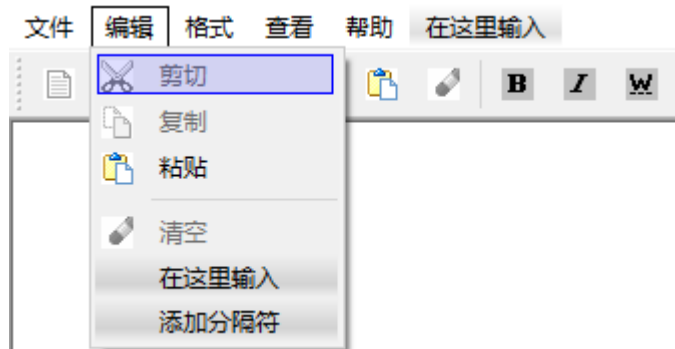 文件 编辑 格式 查看 帮助 在这里输入
B I W
剪切
复制
粘贴
清空
在这里输入
添加分隔符